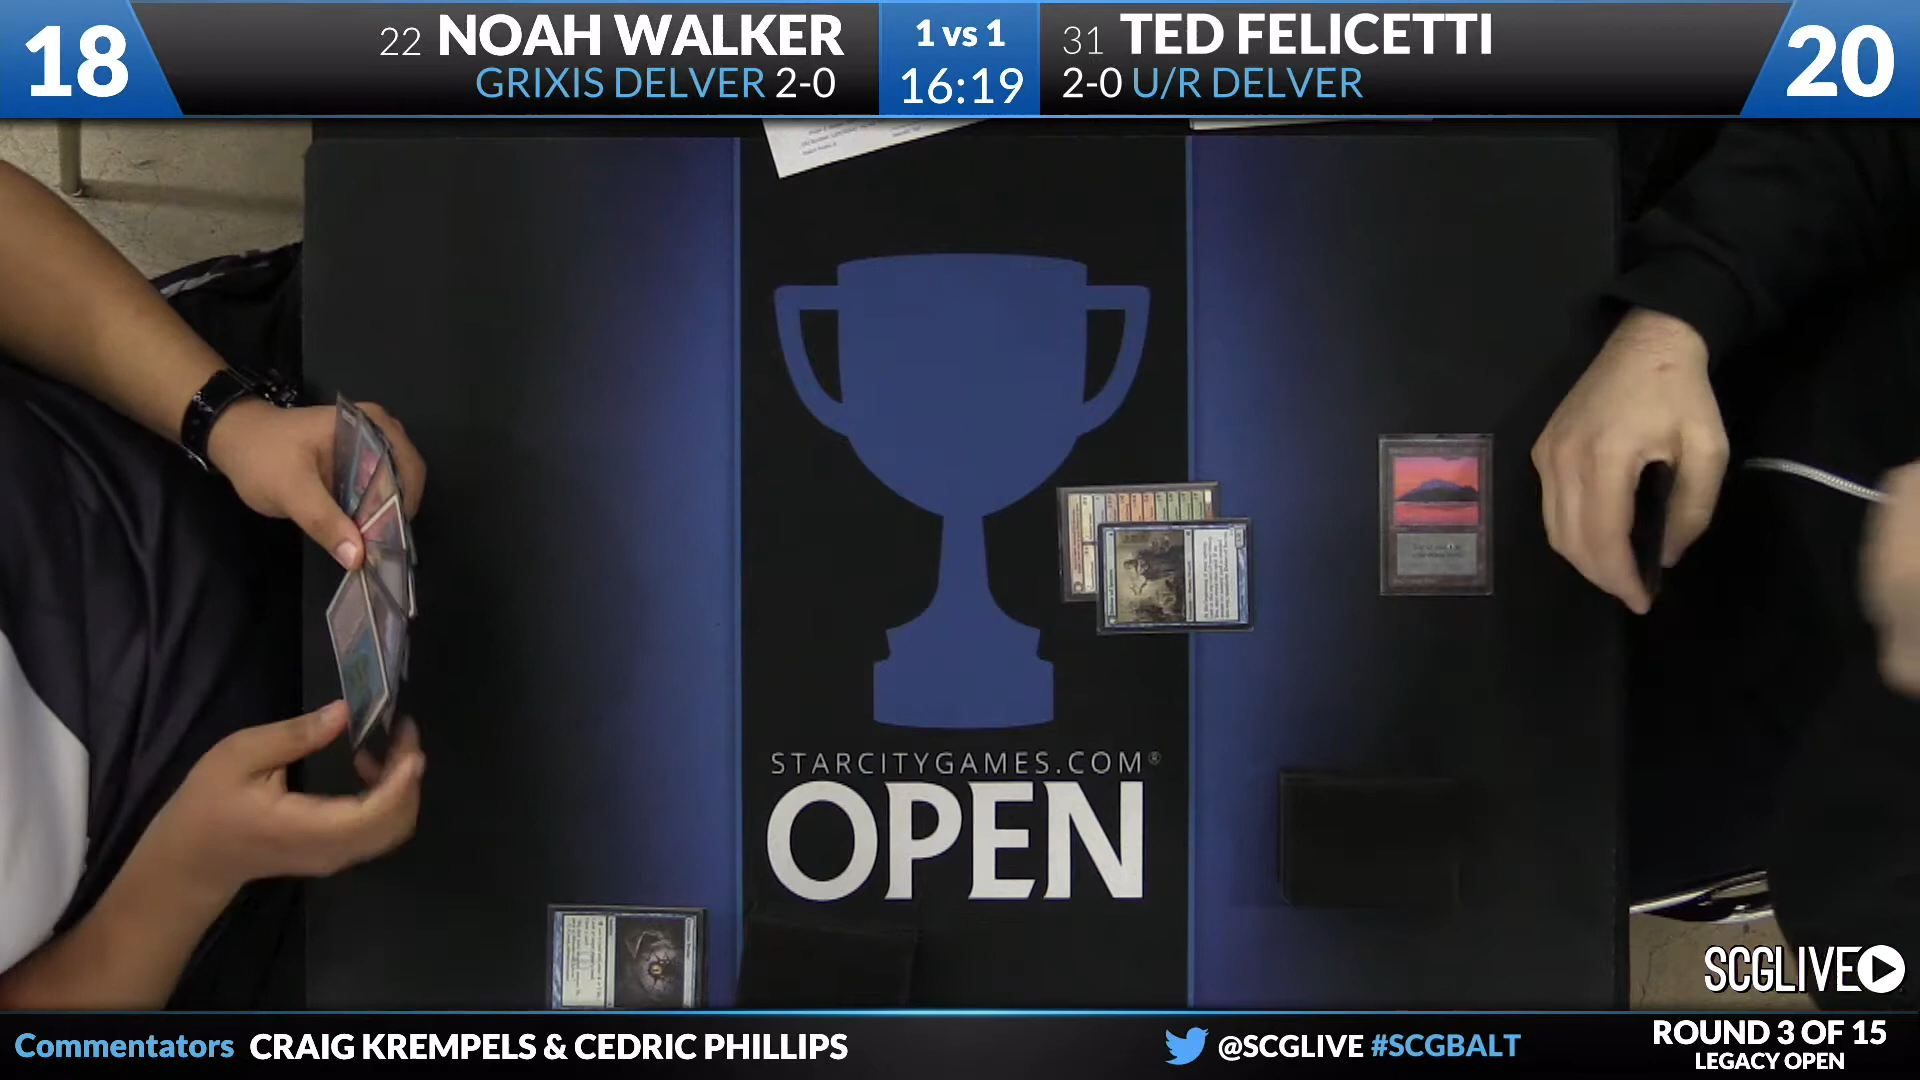 18
22 NOAH WALKER
GRIXIS DELVER 2-0
1 vs 1
16:19
31 TED FELICETTI
2-0 U/R DELVER
20
STARCITYGAMES.COM®
OPEN
SCGLIVE
Commentators CRAIG KREMPELS & CEDRIC PHILLIPS
@SCGLIVE #SCGBALT
ROUND 3 OF 15
LEGACY OPEN